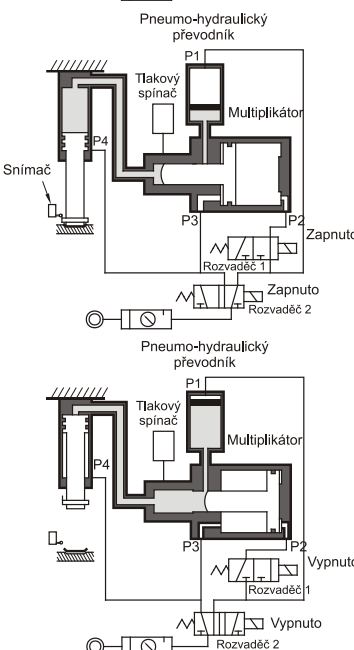 Pneumo-hydraulický
převodník
P1
Tlakový
spínač
Multiplikátor
P4
Snímač
P3
P2
Zapnuto
Rozvaděč 1
Zapnuto
Rozvaděč 2
Pneumo-hydraulický
převodník
P1
Tlakový
spínač
Multiplikátor
P4
P3
P2
Vypnuto
Rozvaděč 1
Vypnuto
Rozvaděč 2